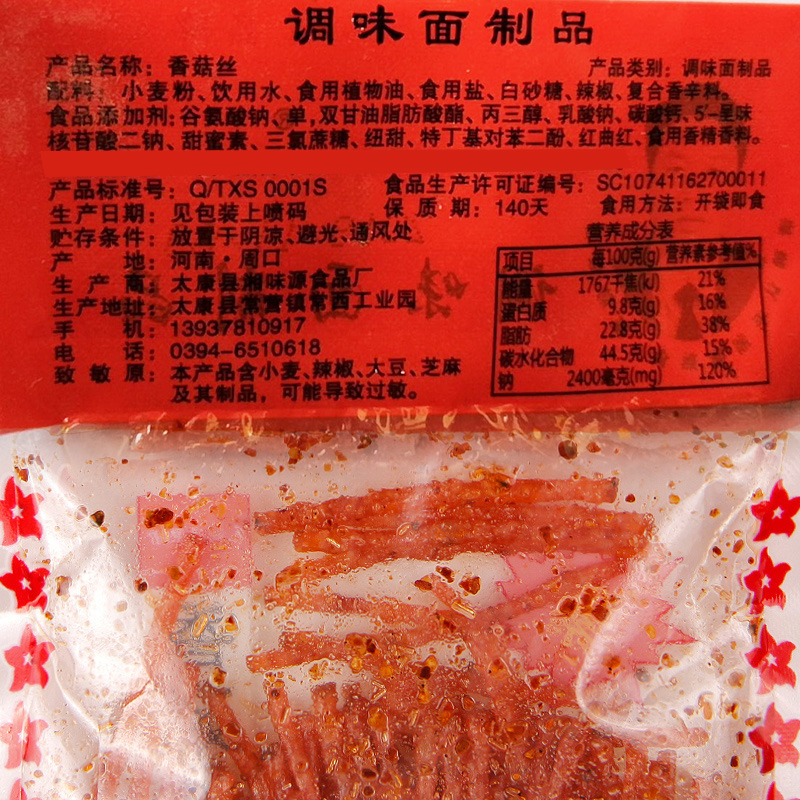 调味面制品
产品名称：香菇丝 产品类别：调味面制品
配料：小麦粉、饮用水、食用植物油、食用盐、白砂糖、辣椒、复合香辛料。
食品添加剂:谷氨酸钠、单,双甘油脂肪酸酯、丙三醇、乳酸钠、碳酸钙、5′-呈味
核苷酸二钠、甜蜜素、三氯蔗糖、纽甜、特丁基对苯二酚、红曲红、食用香精香料。
产品标准号：Q/TXS 0001S 食品生产许可证编号：SC10741162700011
生产日期：见包装上喷码 保质期：140天 食用方法：开袋即食
贮存条件：放置于阴凉、避光、通风处
产地：河南·周口
生产商：太康县湘味源食品厂
生产地址：太康县常营镇常西工业园
手机：13937810917
电话：0394-6510618
致敏原：本产品含小麦、辣椒、大豆、芝麻
及其制品，可能导致过敏。
营养成分表
项目 每100克(g) 营养素参考值%
能量 1767千焦(kJ) 21%
蛋白质 9.8克(g) 16%
脂肪 22.8克(g) 38%
碳水化合物 44.5克(g) 15%
钠 2400毫克(mg) 120%